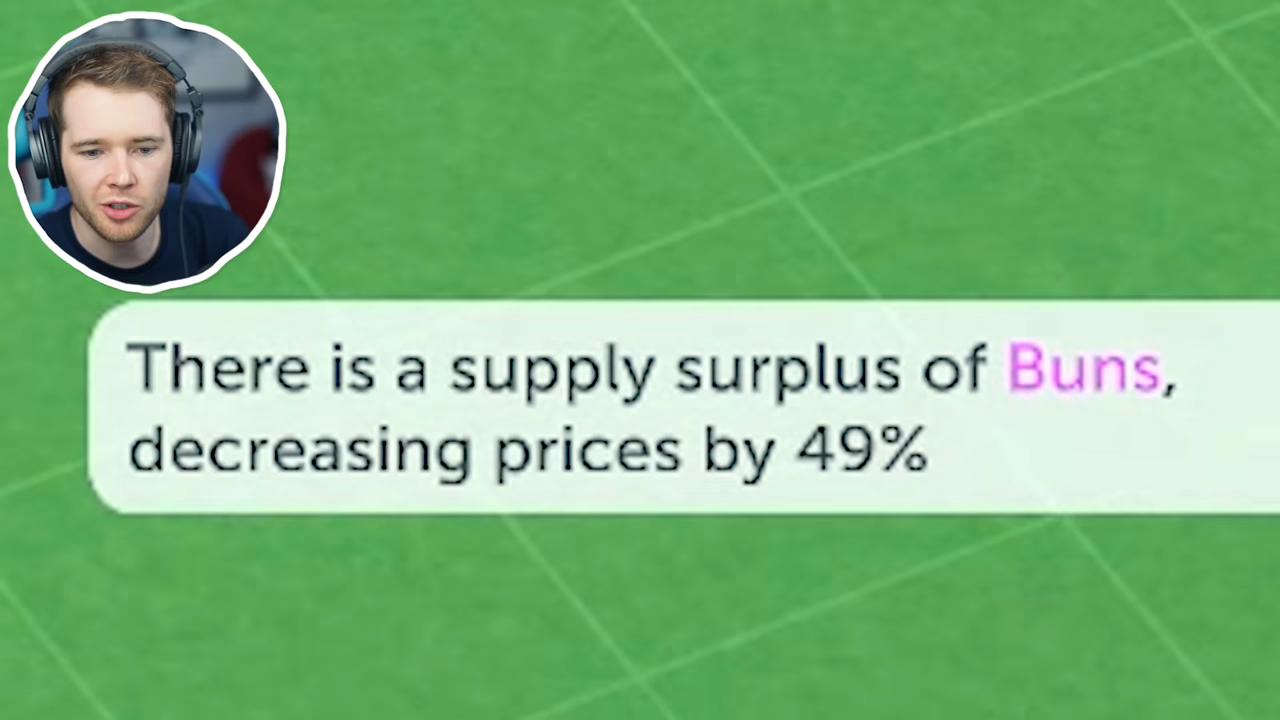 There is a supply surplus of Buns,
decreasing prices by 49%